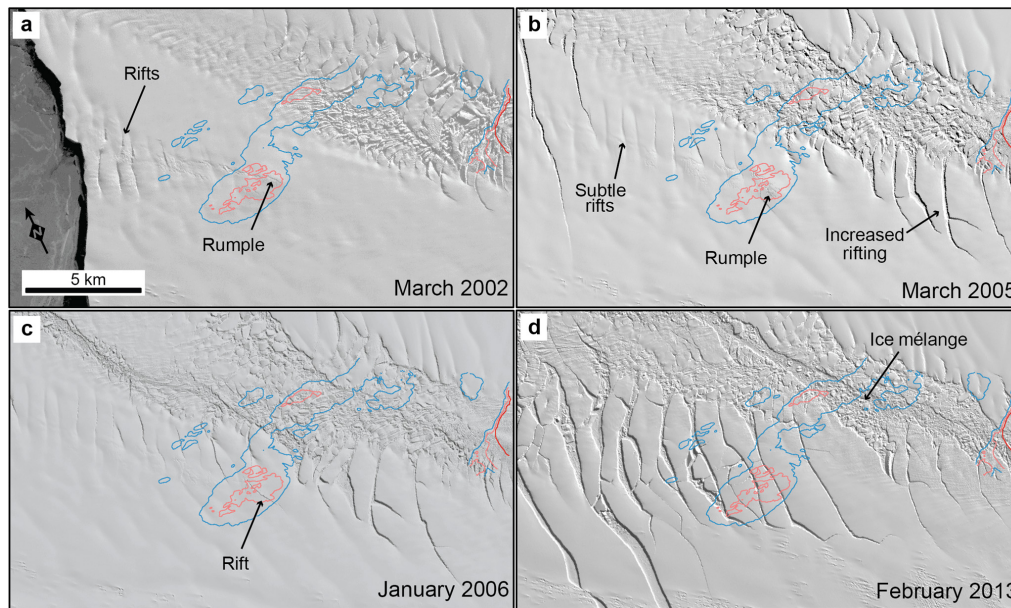 a
Rifts
Rumple
5 km
March 2002
b
Subtle
rifts
Rumple
Increased
rifting
March 2005
c
Rift
January 2006
d
Ice mélange
February 2013